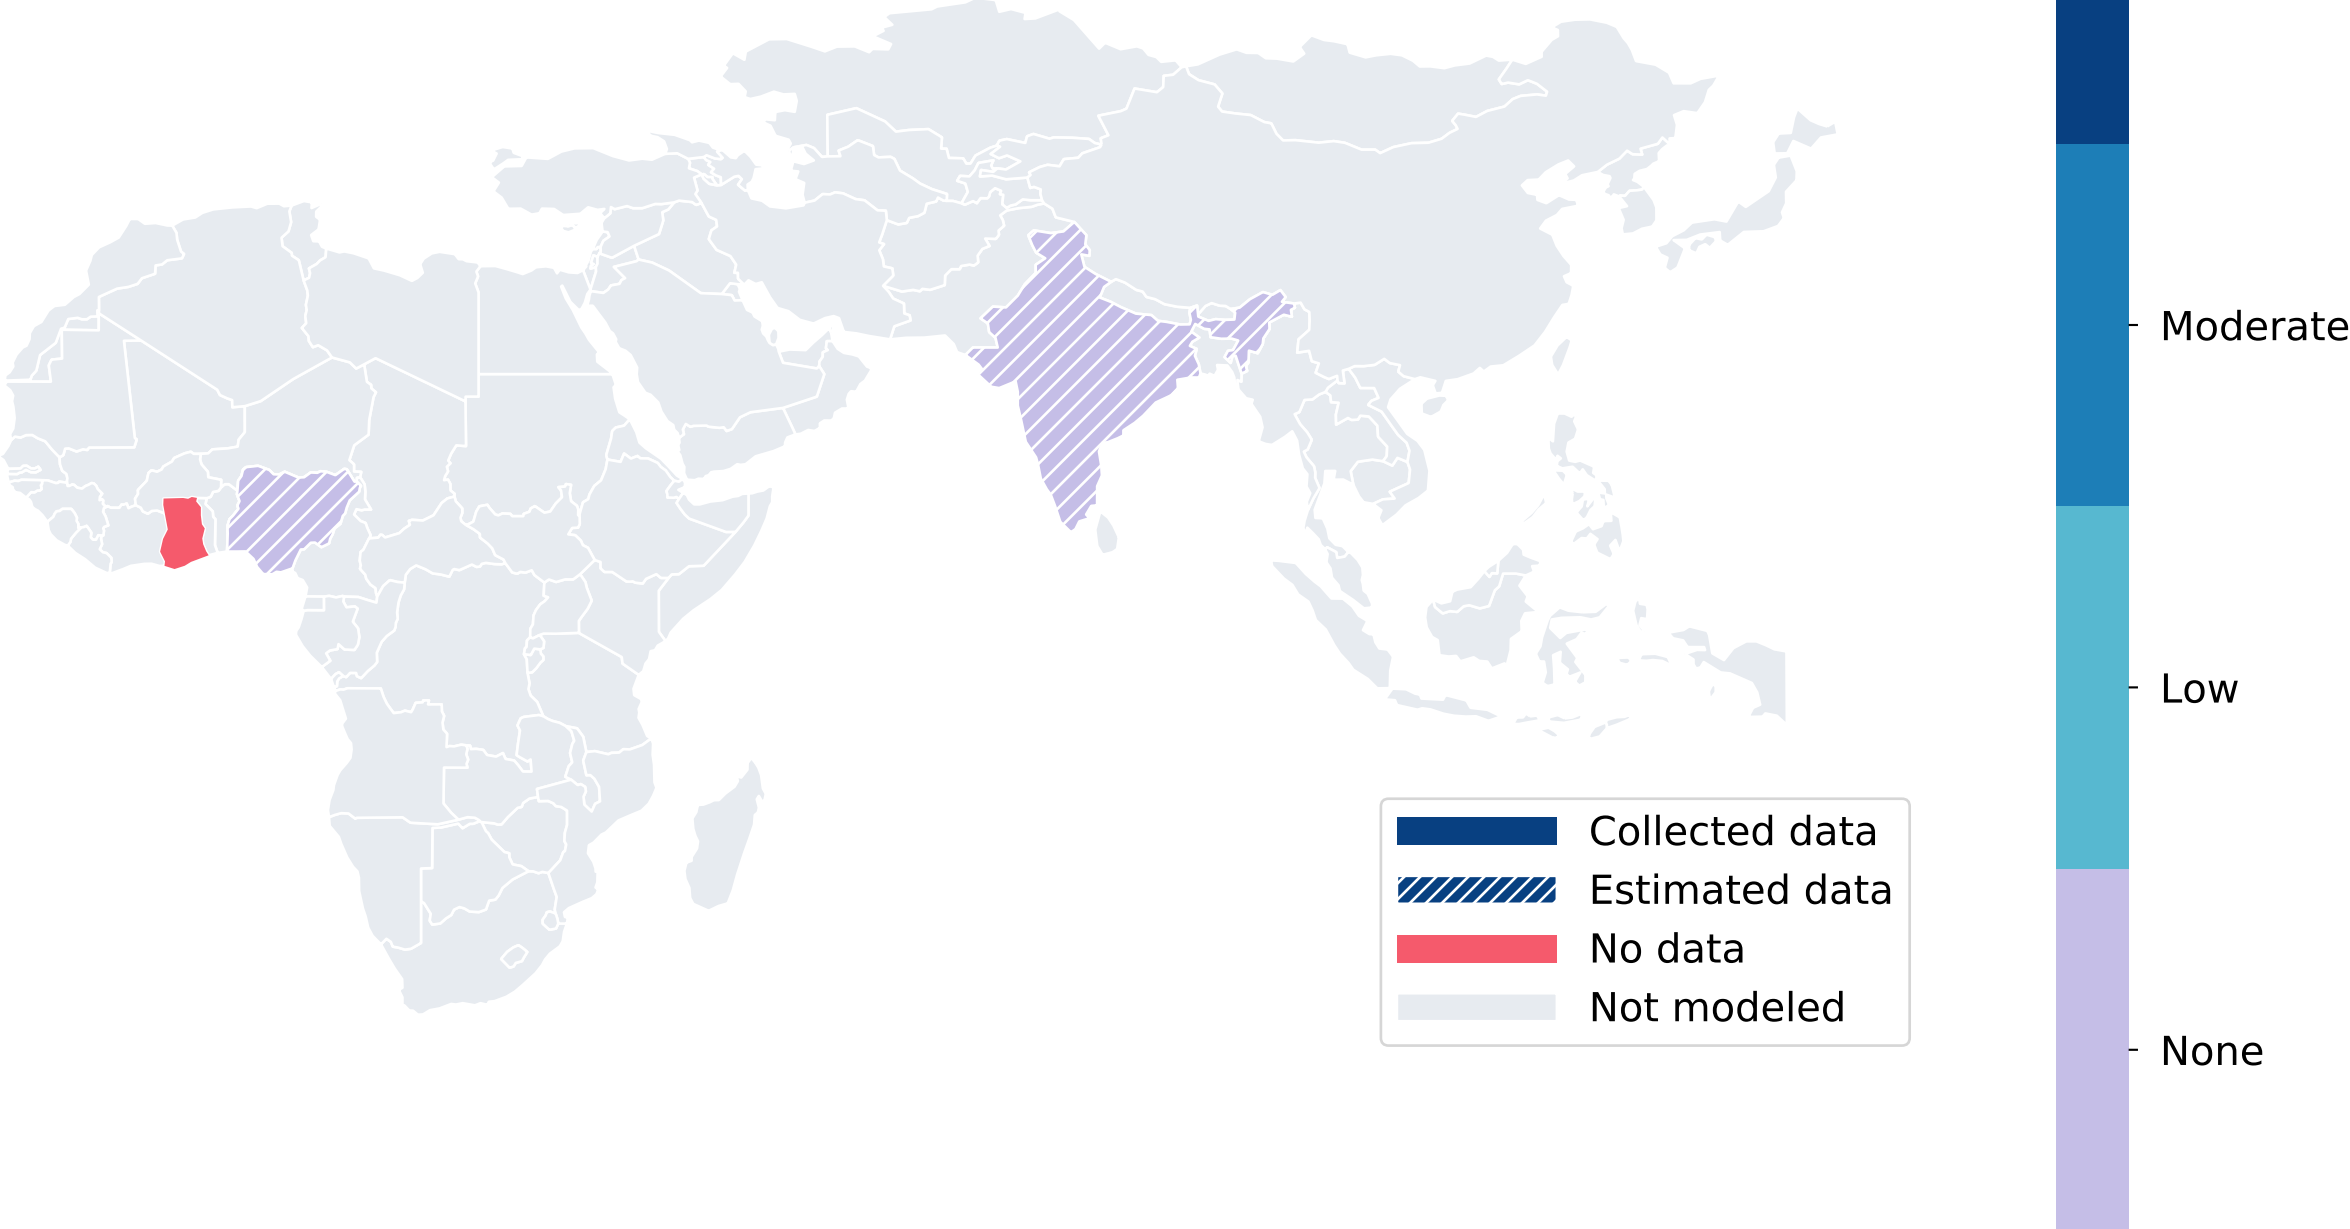 Moderate
Low
None
Collected data
Estimated data
No data
Not modeled